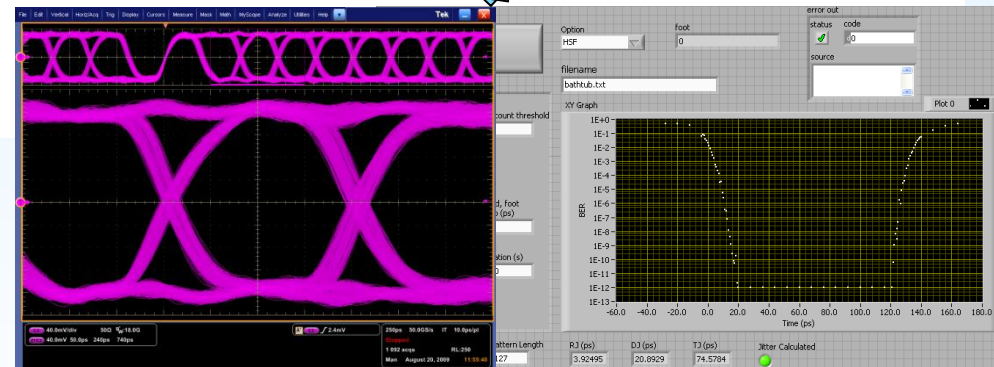 File Edit Vertical Horiz/Acq Trig Display Cursors Measure Mask Math MyScope Analyze Utilities Help
Tek
40.0mV/div 50Ω 18.0G
40.0mV 50.0ps 240ps 740ps
2.4mV
250ps 50.0GS/s IT 10.0ps/pt
Stopped
1 092 acqs RL:250
Man August 20, 2009 11:55:40
Option
HSF
foot
0
filename
bathtub.txt
error out
status code
0
source
XY Graph
Plot 0
count threshold
d, foot
(ps)
ation (s)
0
BER
1E+0
1E-1
1E-2
1E-3
1E-4
1E-5
1E-6
1E-7
1E-8
1E-9
1E-10
1E-11
1E-12
1E-13
-60.0 -40.0 -20.0 0.0 20.0 40.0 60.0 80.0 100.0 120.0 140.0 160.0 180.0
Time (ps)
attern Length
127
RJ (ps)
3.92495
DJ (ps)
20.8929
TJ (ps)
74.5784
Jitter Calculated